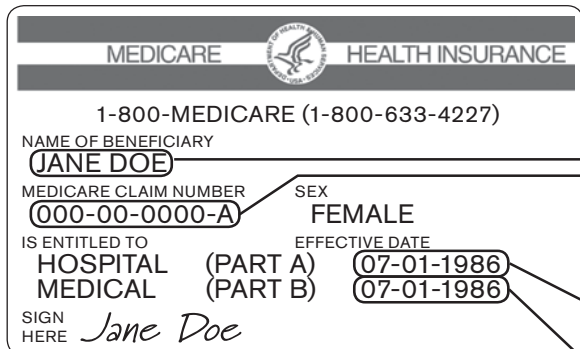 MEDICARE HEALTH INSURANCE
1-800-MEDICARE (1-800-633-4227)
NAME OF BENEFICIARY
JANE DOE
MEDICARE CLAIM NUMBER SEX
000-00-0000-A FEMALE
IS ENTITLED TO EFFECTIVE DATE
HOSPITAL (PART A) 07-01-1986
MEDICAL (PART B) 07-01-1986
SIGN
HERE Jane Doe